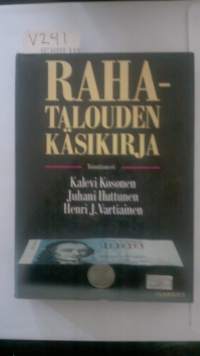 V241
RAHA-
TALOUDEN
KÄSIKIRJA
Toimittaneet
Kalevi Kosonen
Juhani Huttunen
Henri J. Vartiainen